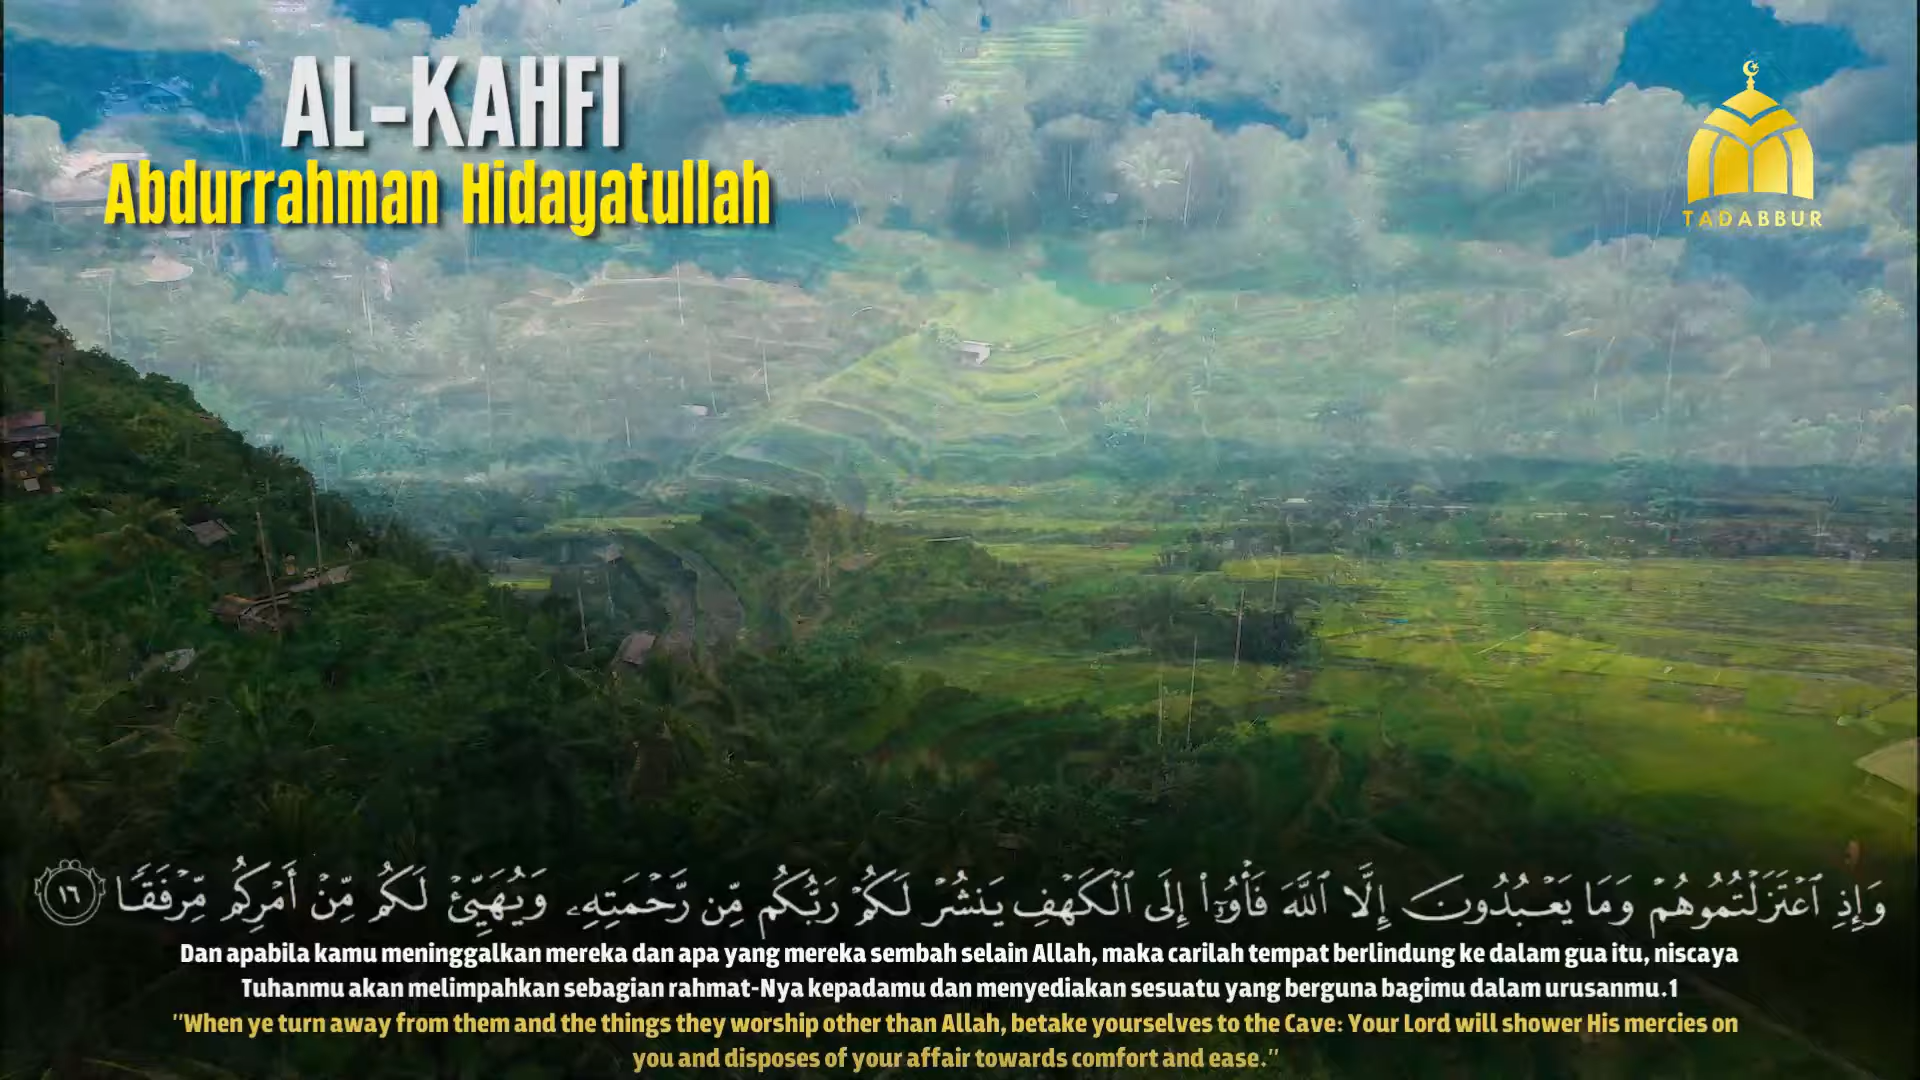 AL-KAHFI
Abdurrahman Hidayatullah
TADABBUR
وَإِذِ ٱعْتَزَلْتُمُوهُمْ وَمَا يَعْبُدُونَ إِلَّا ٱللَّهَ فَأْوُۥٓا۟ إِلَى ٱلْكَهْفِ يَنشُرْ لَكُمْ رَبُّكُم مِّن رَّحْمَتِهِۦ وَيُهَيِّئْ لَكُم مِّنْ أَمْرِكُم مِّرْفَقًا ١٦
Dan apabila kamu meninggalkan mereka dan apa yang mereka sembah selain Allah, maka carilah tempat berlindung ke dalam gua itu, niscaya
Tuhanmu akan melimpahkan sebagian rahmat-Nya kepadamu dan menyediakan sesuatu yang berguna bagimu dalam urusanmu.1
"When ye turn away from them and the things they worship other than Allah, betake yourselves to the Cave: Your Lord will shower His mercies on
you and disposes of your affair towards comfort and ease."